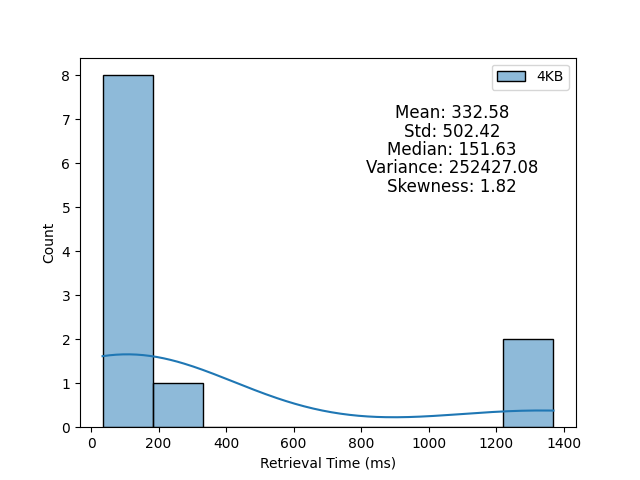 4KB
Mean: 332.58
Std: 502.42
Median: 151.63
Variance: 252427.08
Skewness: 1.82
Count
8
7
6
5
4
3
2
1
0
0 200 400 600 800 1000 1200 1400
Retrieval Time (ms)